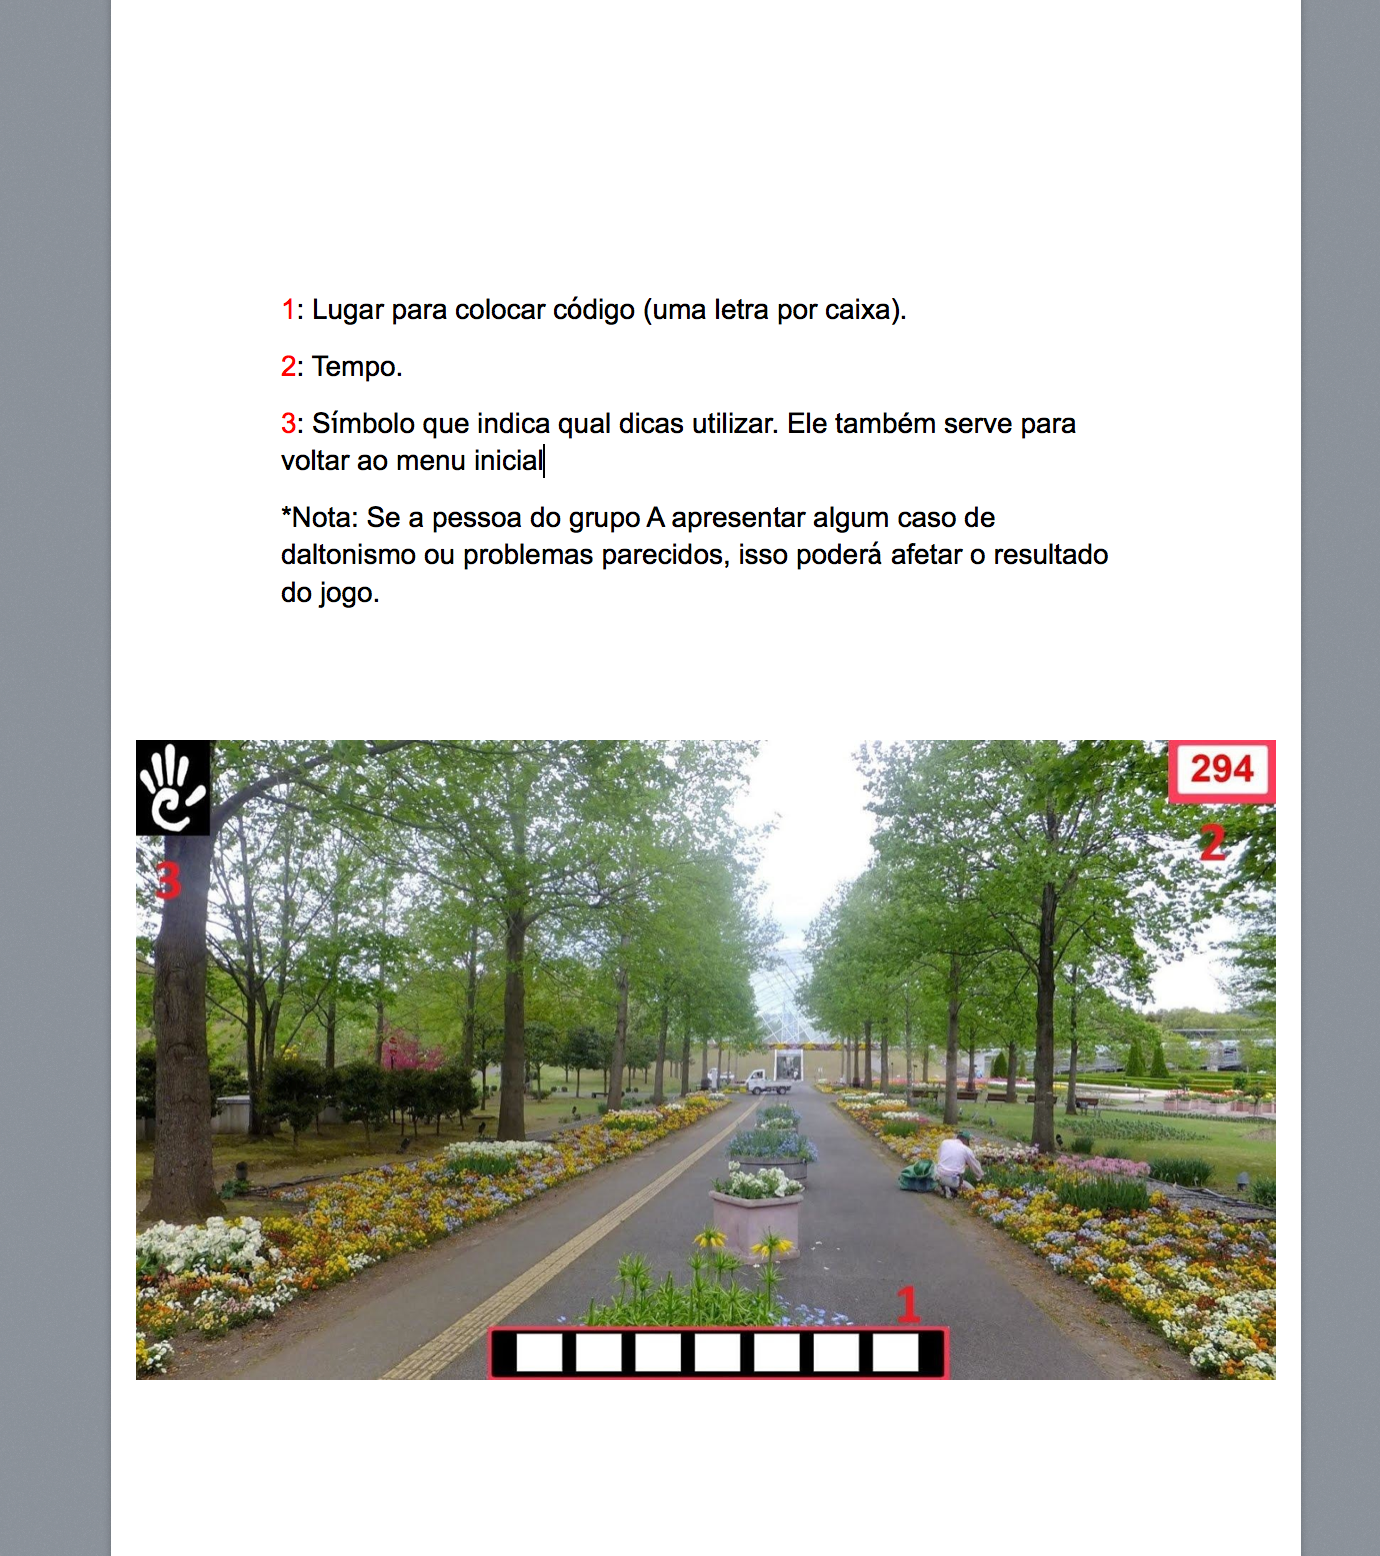 1: Lugar para colocar código (uma letra por caixa).
2: Tempo.
3: Símbolo que indica qual dicas utilizar. Ele também serve para
voltar ao menu inicial
*Nota: Se a pessoa do grupo A apresentar algum caso de
daltonismo ou problemas parecidos, isso poderá afetar o resultado
do jogo.
294
2
3
1